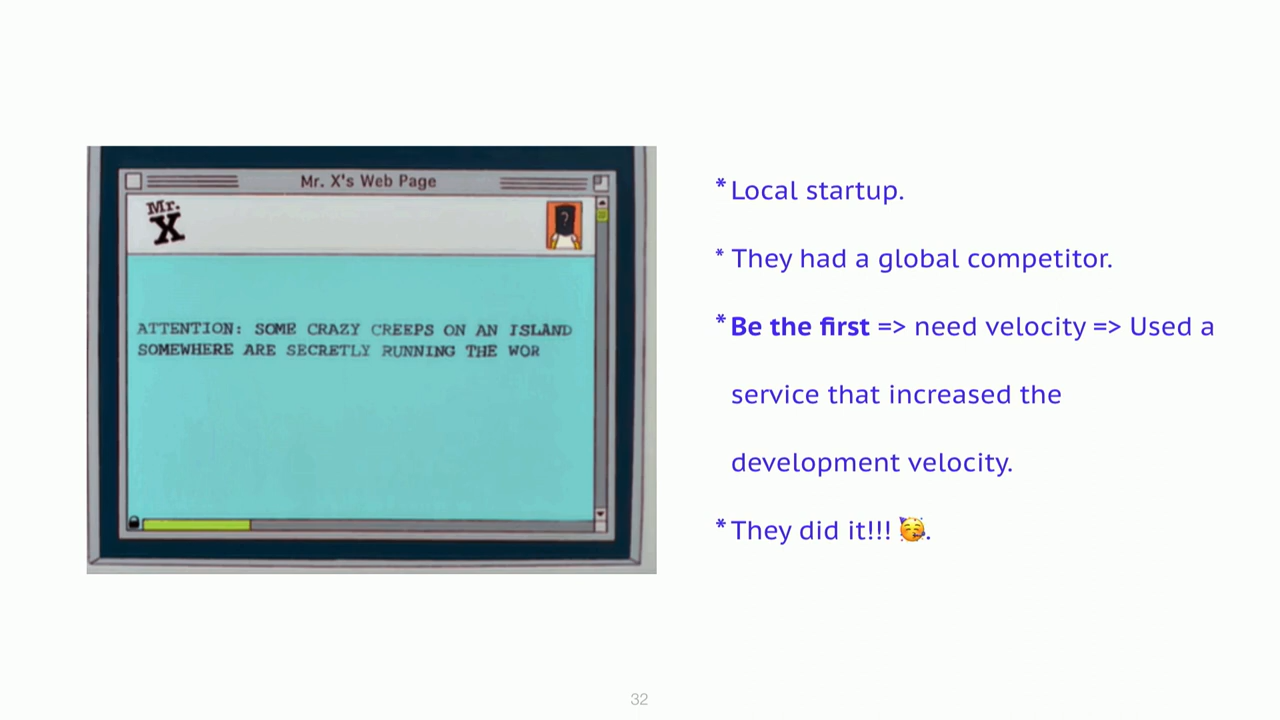 Mr. X's Web Page
Mr.
X
?
ATTENTION: SOME CRAZY CREEPS ON AN ISLAND
SOMEWHERE ARE SECRETLY RUNNING THE WOR
* Local startup.
* They had a global competitor.
* Be the first => need velocity => Used a
service that increased the
development velocity.
* They did it!!! 🥳.
32